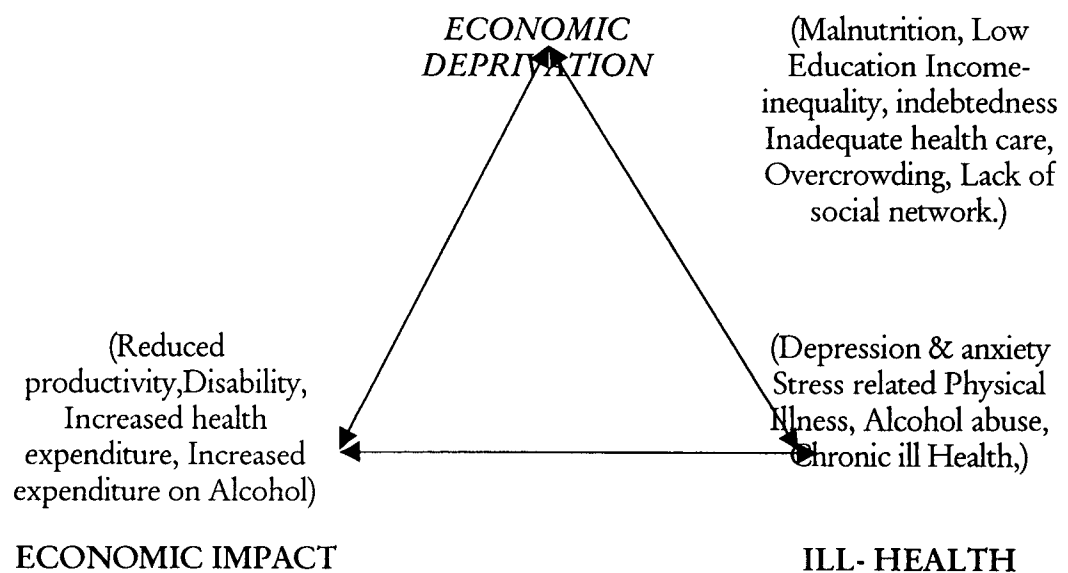 ECONOMIC
DEPRIVATION
(Malnutrition, Low
Education Income-
inequality, indebtedness
Inadequate health care,
Overcrowding, Lack of
social network.)
(Reduced
productivity,Disability,
Increased health
expenditure, Increased
expenditure on Alcohol)
ECONOMIC IMPACT
(Depression & anxiety
Stress related Physical
Illness, Alcohol abuse,
Chronic ill Health,)
ILL- HEALTH